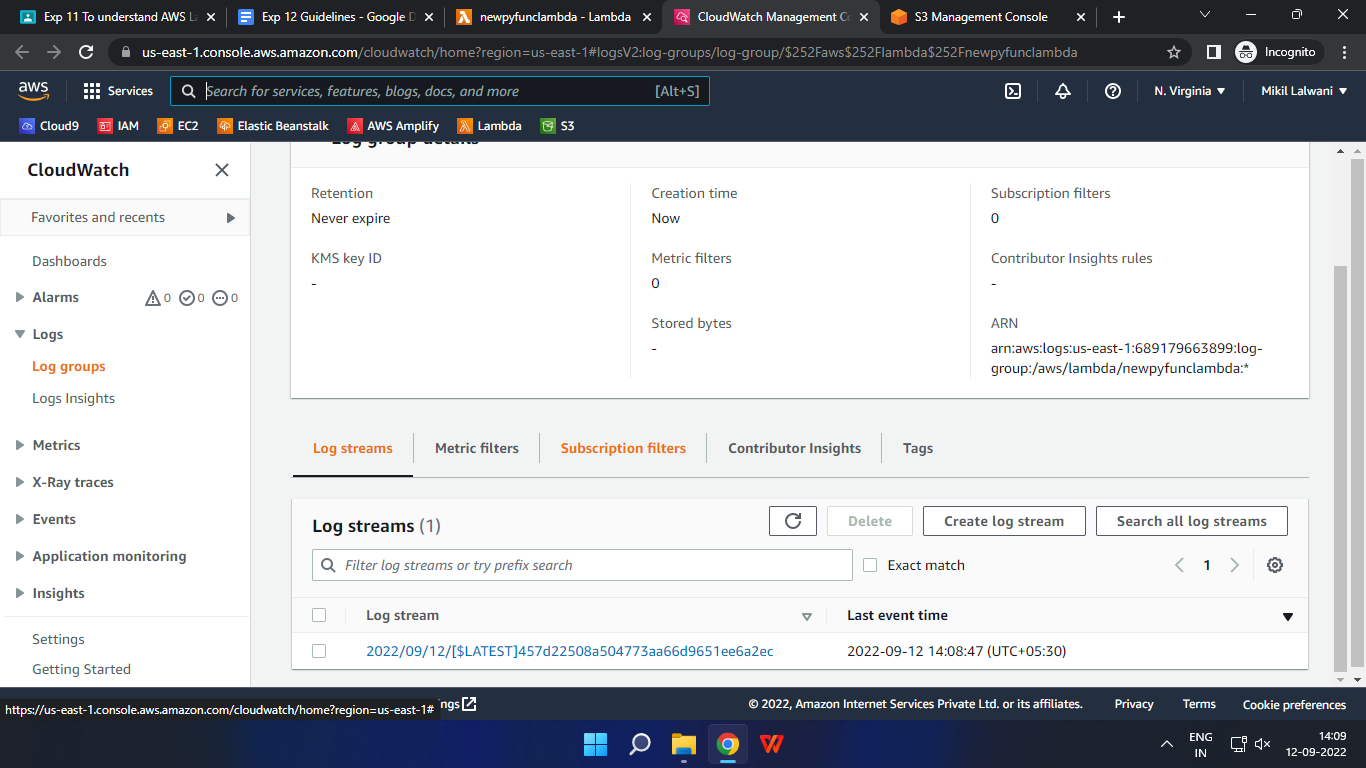 Exp 11 To understand AWS La
Exp 12 Guidelines - Google D
newpyfunclambda - Lambda
CloudWatch Management Co
S3 Management Console
us-east-1.console.aws.amazon.com/cloudwatch/home?region=us-east-1#logsV2:log-groups/log-group/$252Faws$252Flambda$252Fnewpyfunclambda
Incognito
aws
Services
Search for services, features, blogs, docs, and more
[Alt+S]
N. Virginia
Mikil Lalwani
Cloud9
IAM
EC2
Elastic Beanstalk
AWS Amplify
Lambda
S3
CloudWatch
Favorites and recents
Dashboards
Alarms
0
0
0
Logs
Log groups
Logs Insights
Metrics
X-Ray traces
Events
Application monitoring
Insights
Settings
Getting Started
Log group details
Retention
Never expire
KMS key ID
-
Creation time
Now
Metric filters
0
Stored bytes
-
Subscription filters
0
Contributor Insights rules
-
ARN
arn:aws:logs:us-east-1:689179663899:log-
group:/aws/lambda/newpyfunclambda:*
Log streams
Metric filters
Subscription filters
Contributor Insights
Tags
Log streams (1)
Delete
Create log stream
Search all log streams
Filter log streams or try prefix search
Exact match
1
Log stream
Last event time
2022/09/12/[$LATEST]457d22508a504773aa66d9651ee6a2ec
2022-09-12 14:08:47 (UTC+05:30)
https://us-east-1.console.aws.amazon.com/cloudwatch/home?region=us-east-1#
ngs
© 2022, Amazon Internet Services Private Ltd. or its affiliates.
Privacy
Terms
Cookie preferences
ENG
IN
14:09
12-09-2022